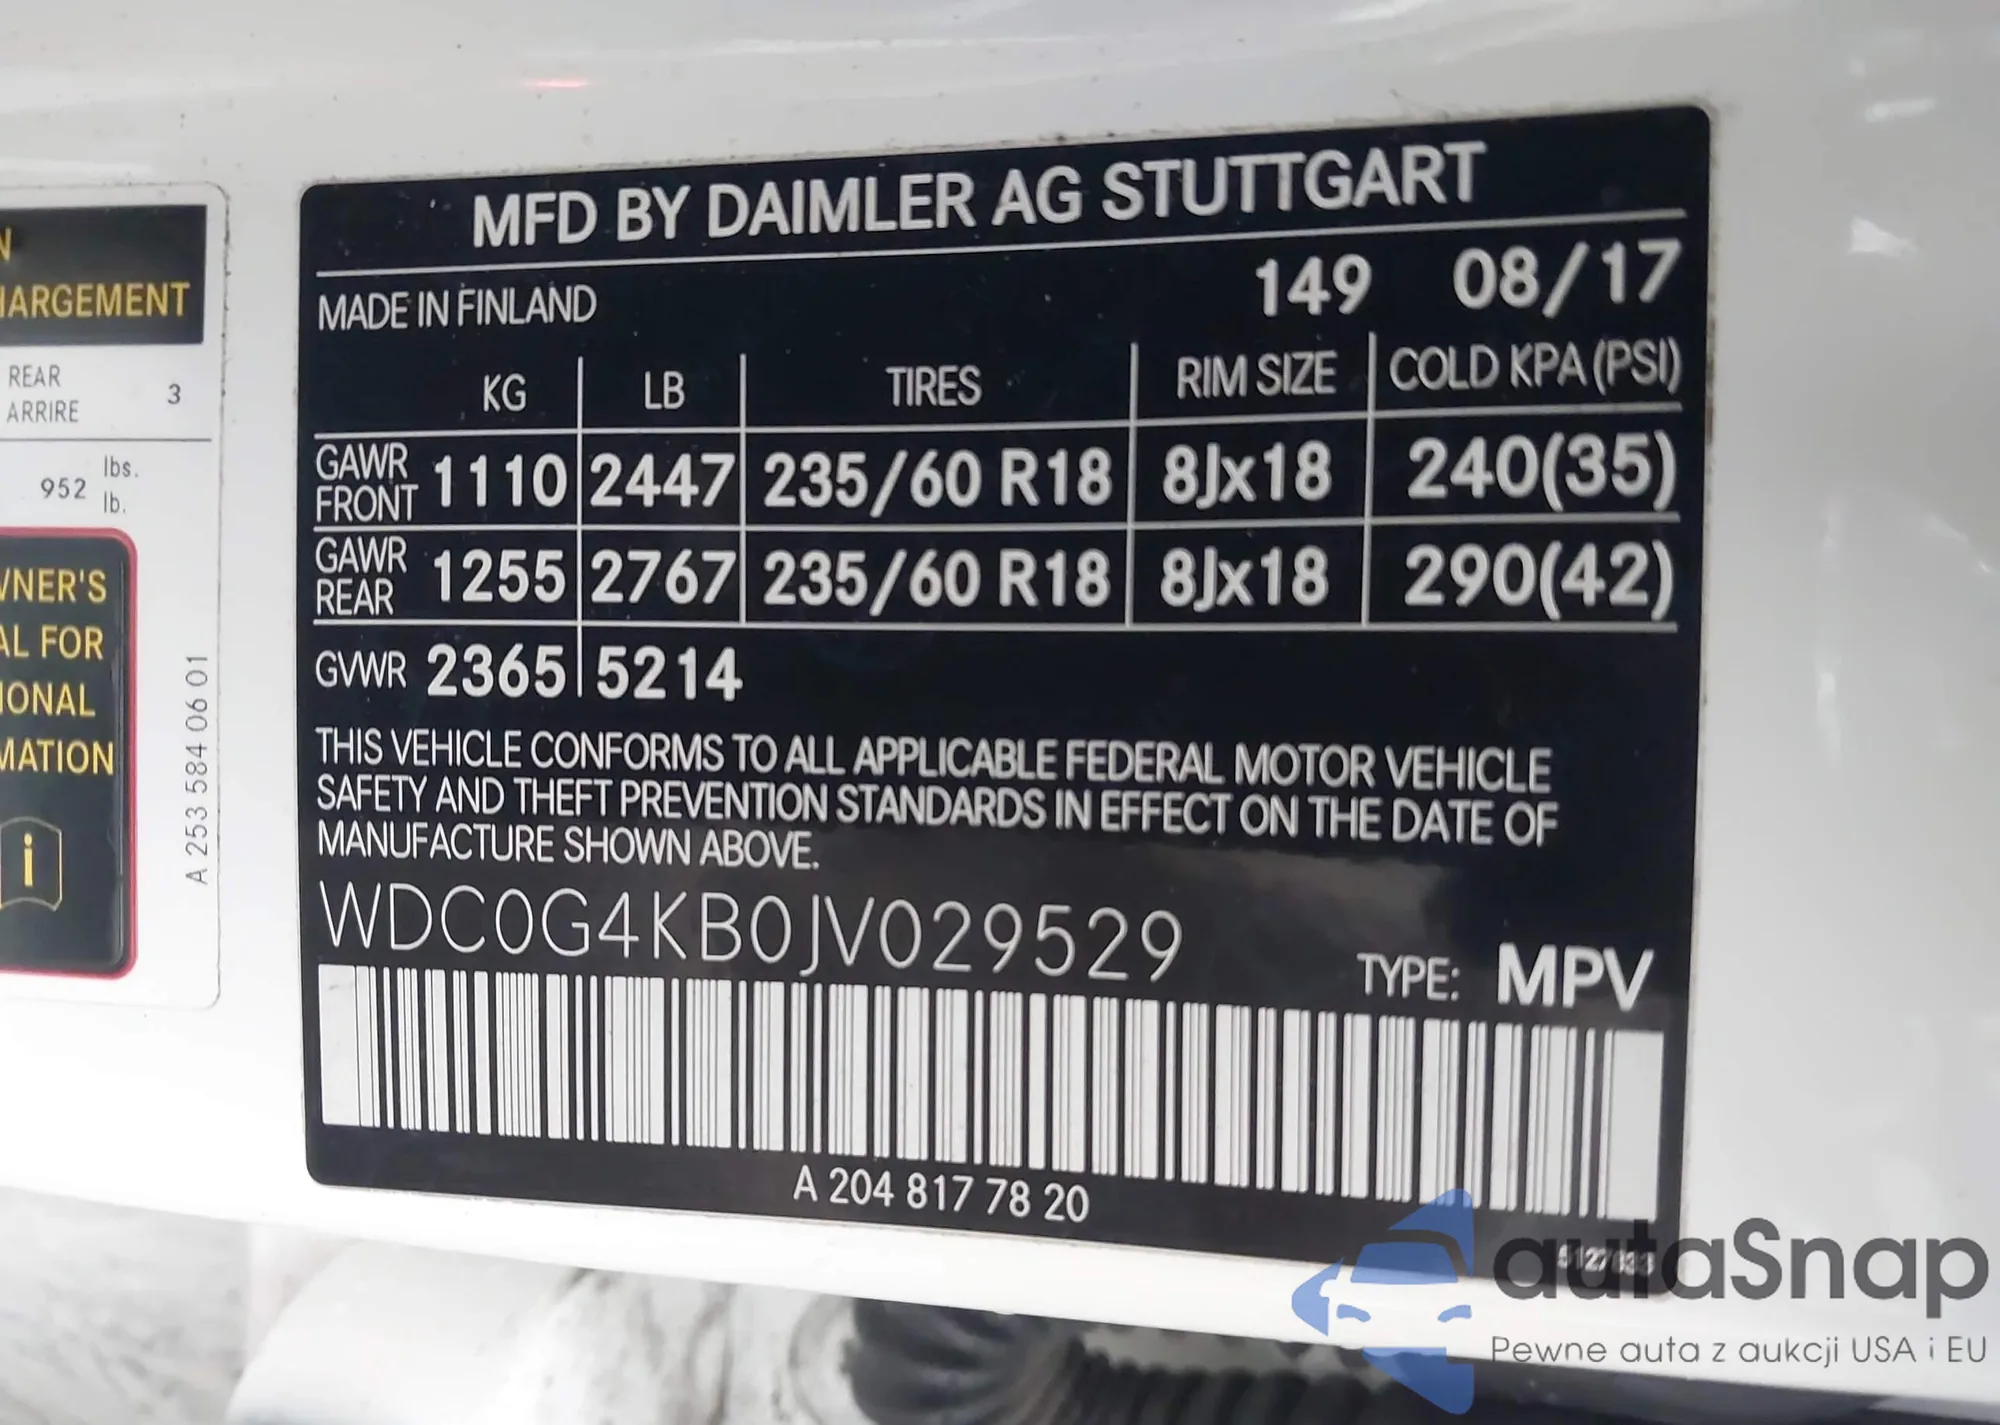 N
HARGEMENT
REAR
ARRIRE 3
952 lbs.
lb.
WNER'S
AL FOR
IONAL
MATION
i
A 253 584 06 01
MFD BY DAIMLER AG STUTTGART
MADE IN FINLAND 149 08/17
KG LB TIRES RIM SIZE COLD KPA (PSI)
GAWR FRONT 1110 2447 235/60 R18 8Jx18 240(35)
GAWR REAR 1255 2767 235/60 R18 8Jx18 290(42)
GVWR 2365 5214
THIS VEHICLE CONFORMS TO ALL APPLICABLE FEDERAL MOTOR VEHICLE
SAFETY AND THEFT PREVENTION STANDARDS IN EFFECT ON THE DATE OF
MANUFACTURE SHOWN ABOVE.
WDC0G4KB0JV029529
TYPE: MPV
A 204 817 78 20
autaSnap
Pewne auta z aukcji USA i EU